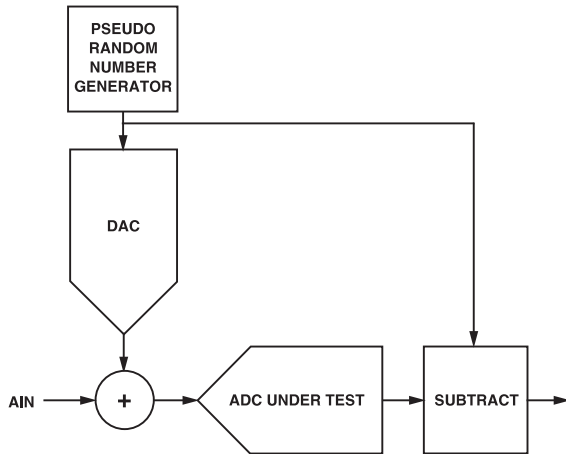 PSEUDO
RANDOM
NUMBER
GENERATOR
DAC
AIN
+
ADC UNDER TEST
SUBTRACT